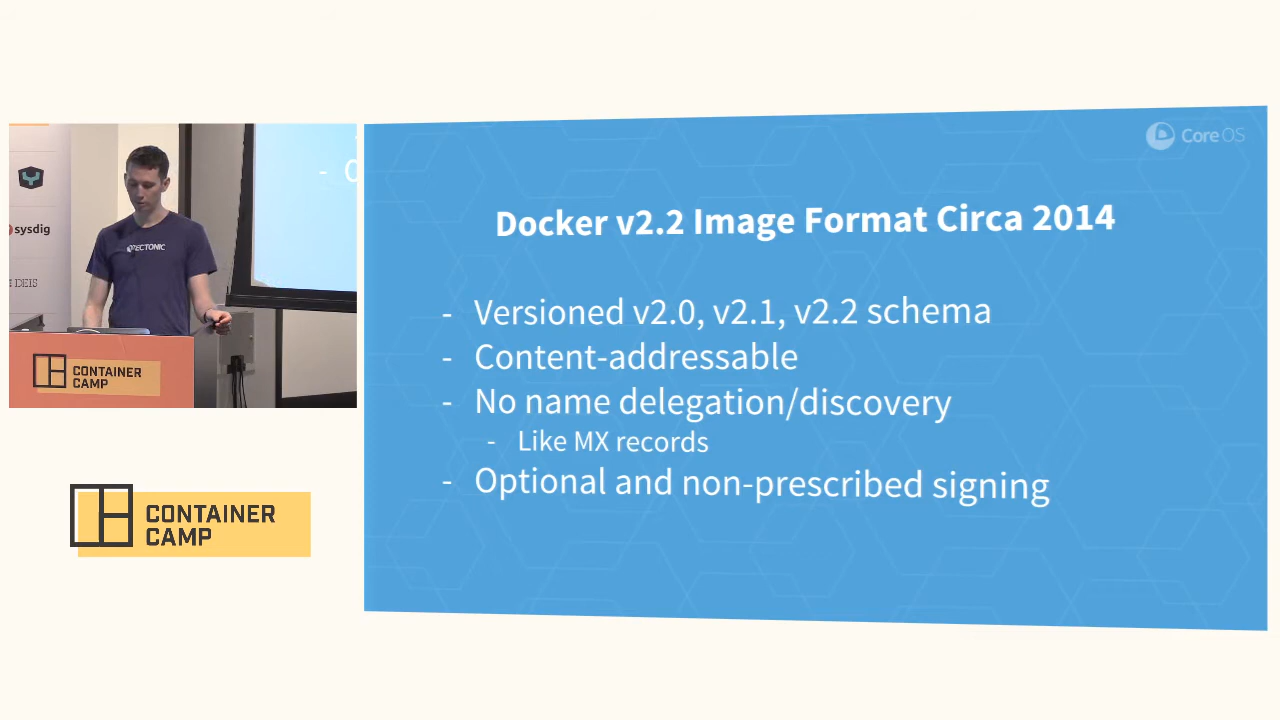 CoreOS
Docker v2.2 Image Format Circa 2014
- Versioned v2.0, v2.1, v2.2 schema
- Content-addressable
- No name delegation/discovery
- Like MX records
- Optional and non-prescribed signing
sysdig
DEIS
TECTONIC
CONTAINER
CAMP
CONTAINER
CAMP